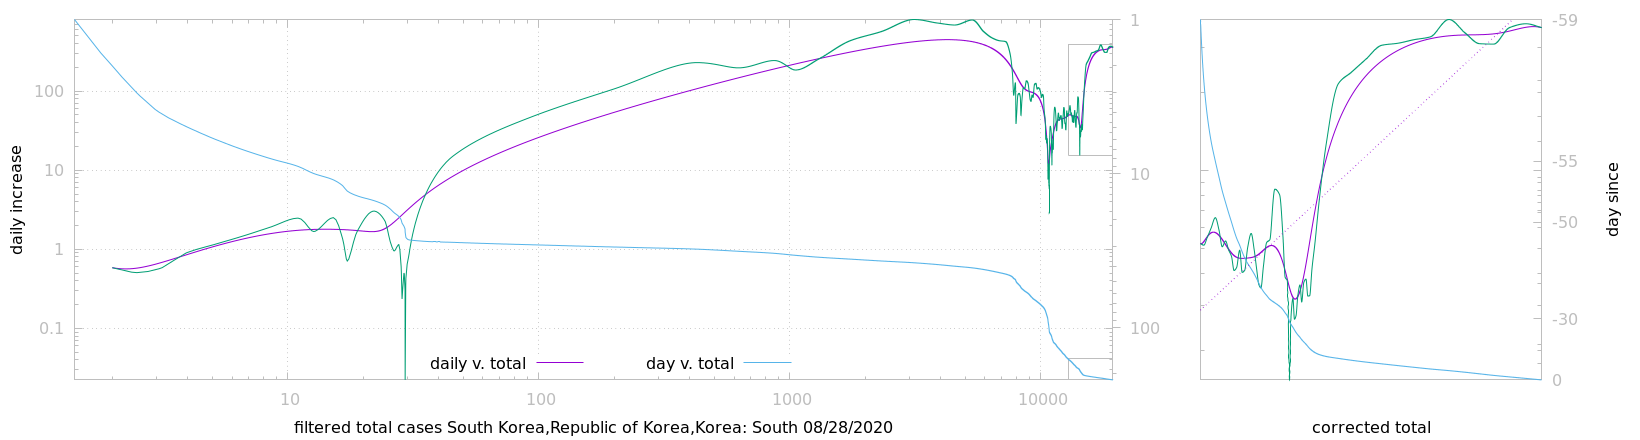 daily increase
100
10
1
0.1
10
100
1000
10000
1
10
100
daily v. total
day v. total
filtered total cases South Korea,Republic of Korea,Korea: South 08/28/2020
-59
-55
-50
-30
0
day since
corrected total